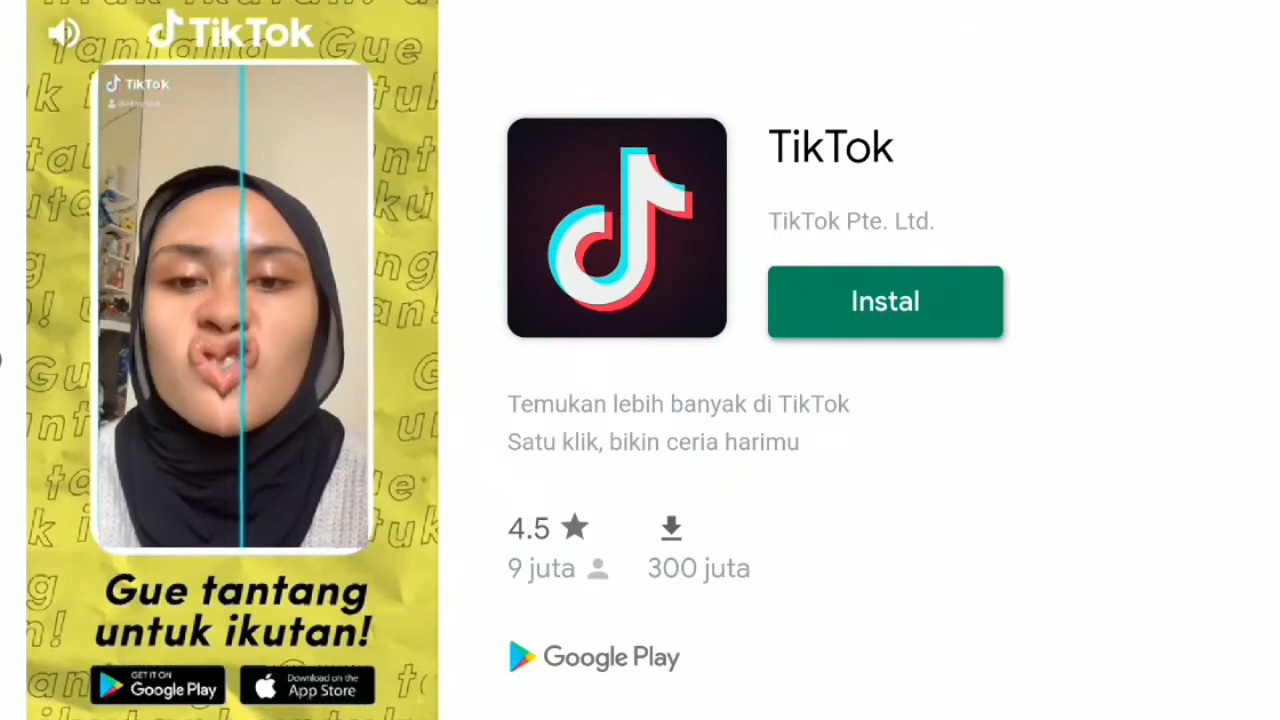 TikTok
TikTok
Gue tantang
untuk ikutan!
GET IT ON
Google Play
Download on the
App Store
TikTok
TikTok Pte. Ltd.
Instal
Temukan lebih banyak di TikTok
Satu klik, bikin ceria harimu
4.5
9 juta
300 juta
Google Play